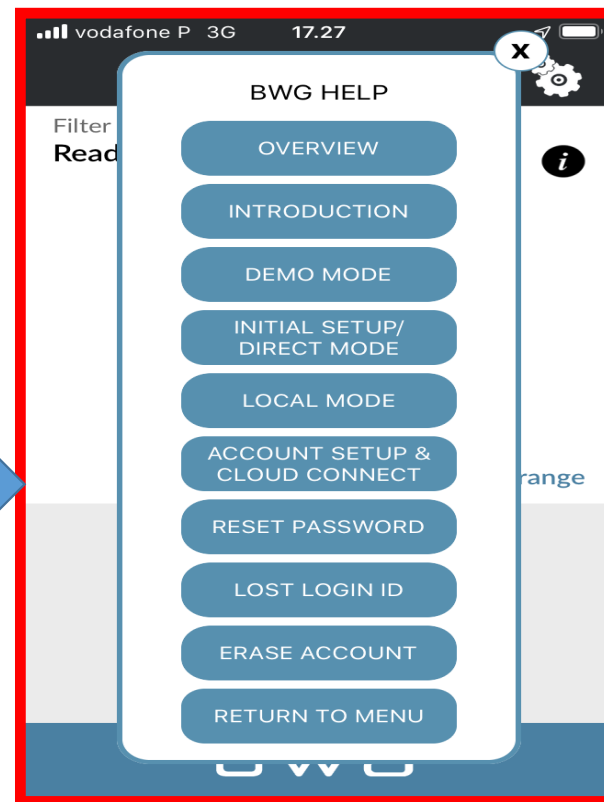 vodafone P 3G 17.27
x
BWG HELP
Filter
Read
i
OVERVIEW
INTRODUCTION
DEMO MODE
INITIAL SETUP/
DIRECT MODE
LOCAL MODE
ACCOUNT SETUP &
CLOUD CONNECT
range
RESET PASSWORD
LOST LOGIN ID
ERASE ACCOUNT
RETURN TO MENU